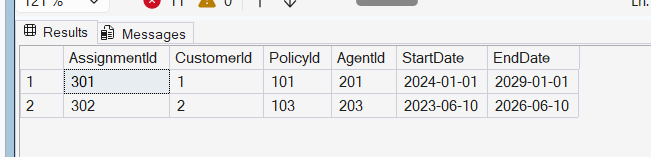 121 % 11 0
Results Messages
AssignmentId CustomerId PolicyId AgentId StartDate EndDate
1 301 1 101 201 2024-01-01 2029-01-01
2 302 2 103 203 2023-06-10 2026-06-10